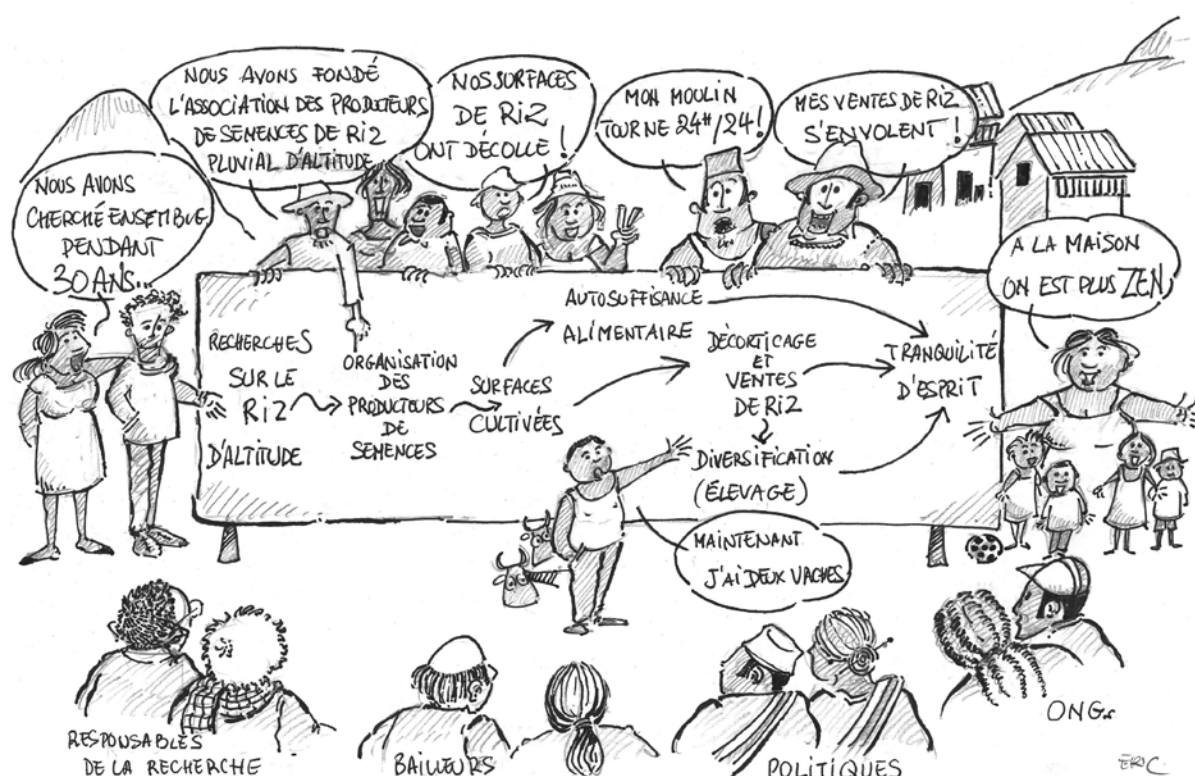 NOUS AVONS FONDÉ
L'ASSOCIATION DES PRODUCTEURS
DE SEMENCES DE RIZ
PLUVIAL D'ALTITUDE
NOS SURFACES
DE RIZ
ONT DÉCOLLÉ !
MON MOULIN
TOURNE 24H/24 !
MES VENTES DE RIZ
S'ENVOLENT !
NOUS AVONS
CHERCHÉ ENSEMBLE
PENDANT
30 ANS...
A LA MAISON
ON EST PLUS ZEN
RECHERCHES
SUR LE
RIZ
D'ALTITUDE
ORGANISATION
DES
PRODUCTEURS
DE
SEMENCES
SURFACES
CULTIVÉES
AUTOSUFFISANCE
ALIMENTAIRE
DÉCORTICAGE
ET
VENTES
DE RIZ
DIVERSIFICATION
(ÉLEVAGE)
TRANQUILITÉ
D'ESPRIT
MAINTENANT
J'AI DEUX VACHES
RESPONSABLES
DE LA RECHERCHE
BAILLEURS
POLITIQUES
ONGs
ERIC